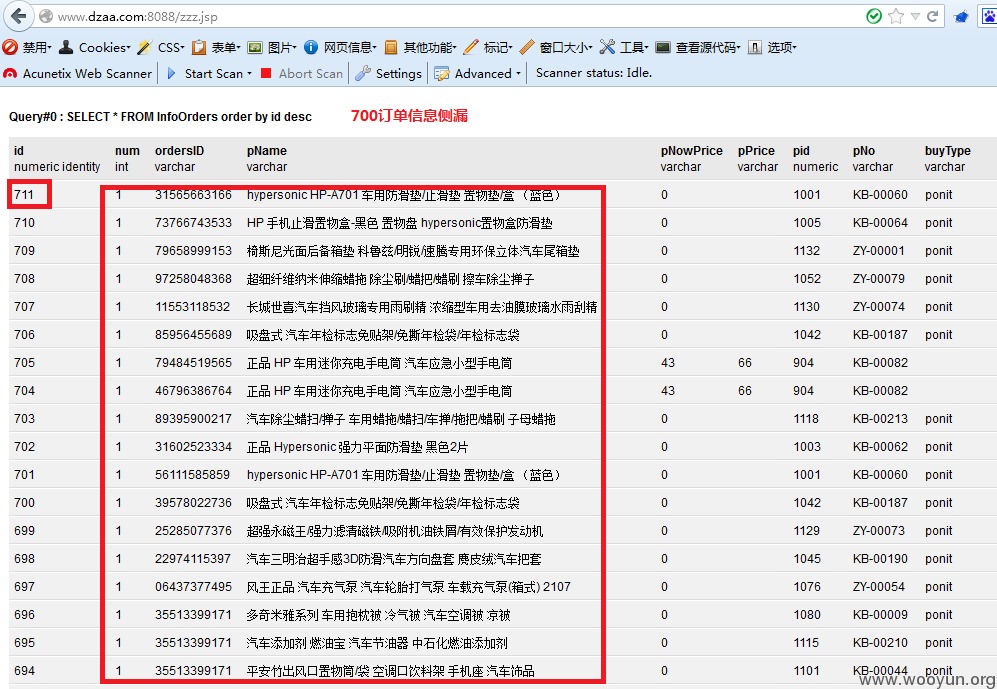 www.dzaa.com:8088/zzz.jsp
禁用 Cookies CSS 表单 图片 网页信息 其他功能 标记 窗口大小 工具 查看源代码 选项
Acunetix Web Scanner Start Scan Abort Scan Settings Advanced Scanner status: Idle.
Query#0 : SELECT * FROM InfoOrders order by id desc 700订单信息侧漏
id num ordersID pName pNowPrice pPrice pid pNo buyType
numeric identity int varchar varchar varchar varchar numeric varchar varchar
711 1 31565663166 hypersonic HP-A701 车用防滑垫/止滑垫 置物垫/盒 （蓝色） 0 1001 KB-00060 ponit
710 1 73766743533 HP 手机止滑置物盒-黑色 置物盘 hypersonic置物盒防滑垫 0 1005 KB-00064 ponit
709 1 79658999153 椅斯尼光面后备箱垫 科鲁兹/明锐/速腾专用环保立体汽车尾箱垫 0 1132 ZY-00001 ponit
708 1 97258048368 超细纤维纳米伸缩蜡拖 除尘刷/蜡把/蜡刷 擦车除尘掸子 0 1052 ZY-00079 ponit
707 1 11553118532 长城世喜汽车挡风玻璃专用雨刷精 浓缩型车用去油膜玻璃水雨刮精 0 1130 ZY-00074 ponit
706 1 85956455689 吸盘式 汽车年检标志免贴架/免撕年检袋/年检标志袋 0 1042 KB-00187 ponit
705 1 79484519565 正品 HP 车用迷你充电手电筒 汽车应急小型手电筒 43 66 904 KB-00082
704 1 46796386764 正品 HP 车用迷你充电手电筒 汽车应急小型手电筒 43 66 904 KB-00082
703 1 89395900217 汽车除尘蜡扫/弹子 车用蜡拖/蜡扫/车掸/拖把/蜡刷 子母蜡拖 0 1118 KB-00213 ponit
702 1 31602523334 正品 Hypersonic 强力平面防滑垫 黑色2片 0 1003 KB-00062 ponit
701 1 56111585859 hypersonic HP-A701 车用防滑垫/止滑垫 置物垫/盒 （蓝色） 0 1001 KB-00060 ponit
700 1 39578022736 吸盘式 汽车年检标志免贴架/免撕年检袋/年检标志袋 0 1042 KB-00187 ponit
699 1 25285077376 超强永磁王/强力滤清磁铁/吸附机油铁屑/有效保护发动机 0 1129 ZY-00073 ponit
698 1 22974115397 汽车三明治超手感3D防滑汽车方向盘套 麂皮绒汽车把套 0 1045 KB-00190 ponit
697 1 06437377495 风王正品 汽车充气泵 汽车轮胎打气泵 车载充气泵(箱式) 2107 0 1076 ZY-00054 ponit
696 1 35513399171 多奇米雅系列 车用抱枕被 冷气被 汽车空调被 凉被 0 1080 KB-00009 ponit
695 1 35513399171 汽车添加剂 燃油宝 汽车节油器 中石化燃油添加剂 0 1115 KB-00210 ponit
694 1 35513399171 平安竹出风口置物筒/袋 空调口饮料架 手机座 汽车饰品 0 1101 KB-00044 ponit
www.wooyun.org